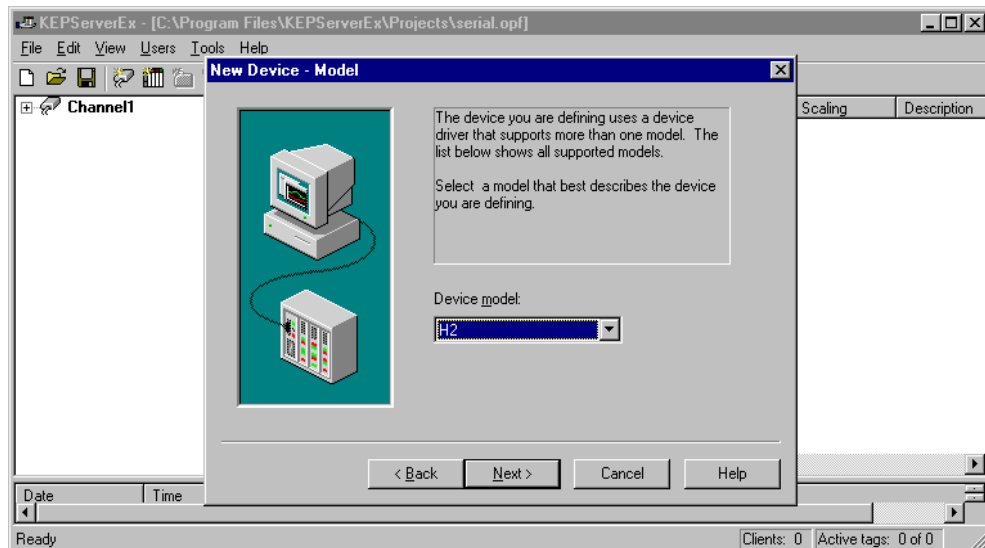 KEPServerEx - [C:\Program Files\KEPServerEx\Projects\serial.opf]
File Edit View Users Tools Help
New Device - Model
Channel1
Scaling Description
The device you are defining uses a device
driver that supports more than one model. The
list below shows all supported models.
Select a model that best describes the device
you are defining.
Device model:
H2
< Back Next > Cancel Help
Date Time
Ready Clients: 0 Active tags: 0 of 0